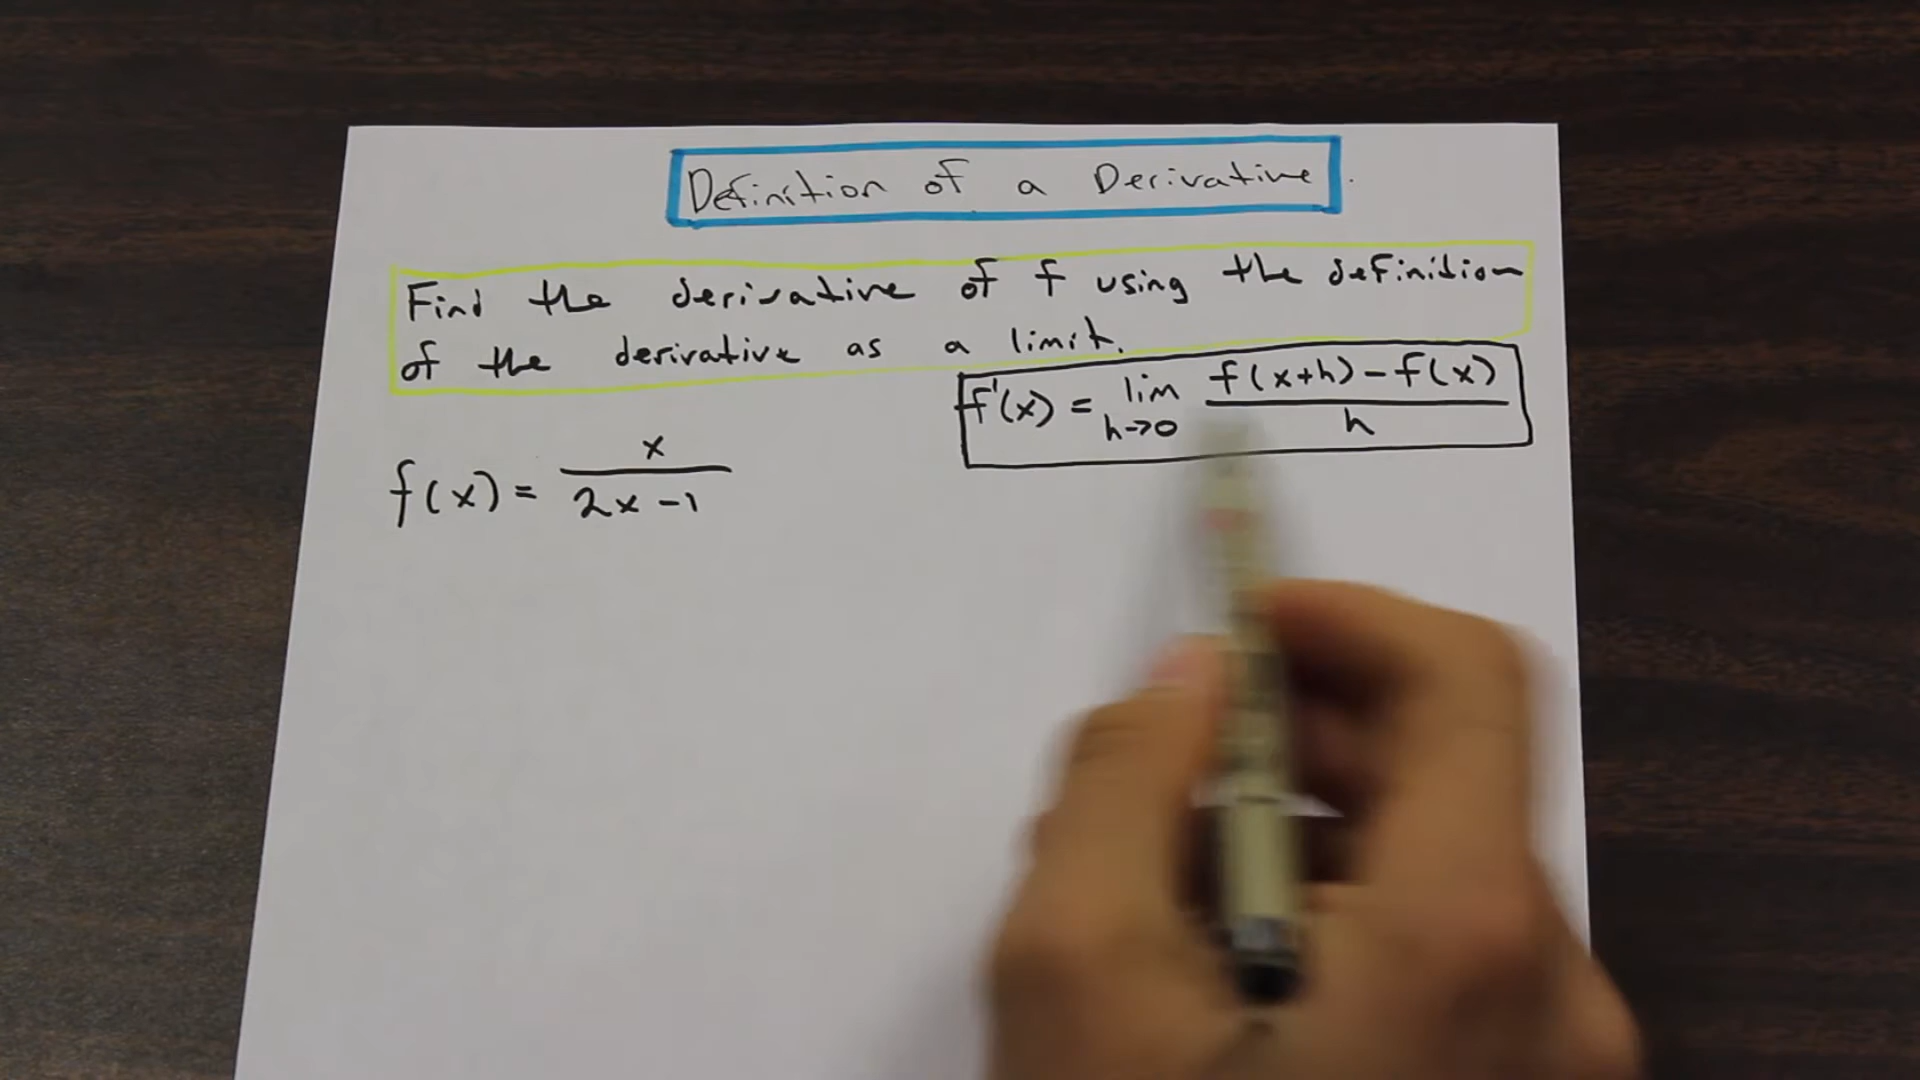 Definition of a Derivative.
Find the derivative of f using the definition
of the derivative as a limit.
f'(x) = lim h→0 f(x+h) - f(x) / h
f(x) = x / 2x - 1